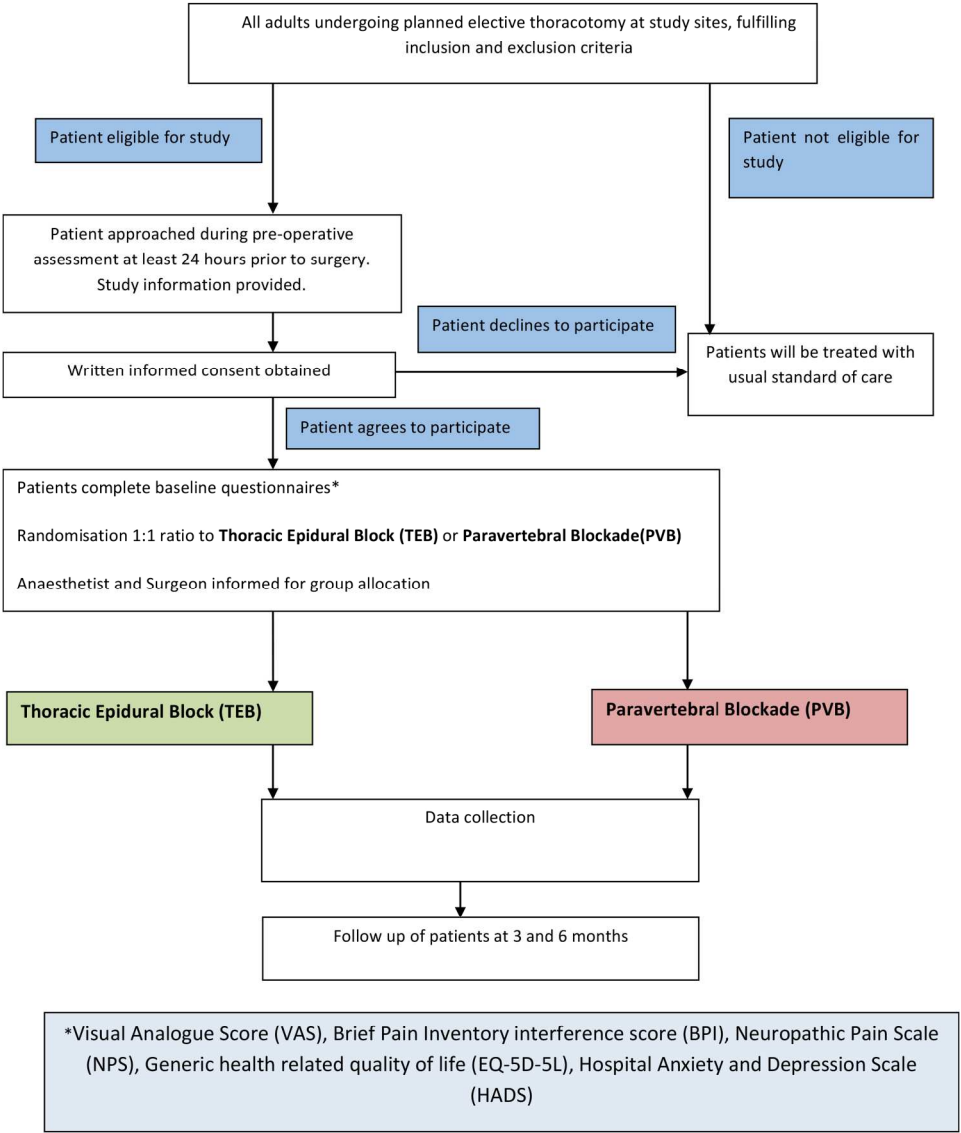 All adults undergoing planned elective thoracotomy at study sites, fulfilling
inclusion and exclusion criteria
Patient eligible for study
Patient not eligible for
study
Patient approached during pre-operative
assessment at least 24 hours prior to surgery.
Study information provided.
Patient declines to participate
Written informed consent obtained
Patients will be treated with
usual standard of care
Patient agrees to participate
Patients complete baseline questionnaires*
Randomisation 1:1 ratio to Thoracic Epidural Block (TEB) or Paravertebral Blockade(PVB)
Anaesthetist and Surgeon informed for group allocation
Thoracic Epidural Block (TEB)
Paravertebral Blockade (PVB)
Data collection
Follow up of patients at 3 and 6 months
*Visual Analogue Score (VAS), Brief Pain Inventory interference score (BPI), Neuropathic Pain Scale
(NPS), Generic health related quality of life (EQ-5D-5L), Hospital Anxiety and Depression Scale
(HADS)